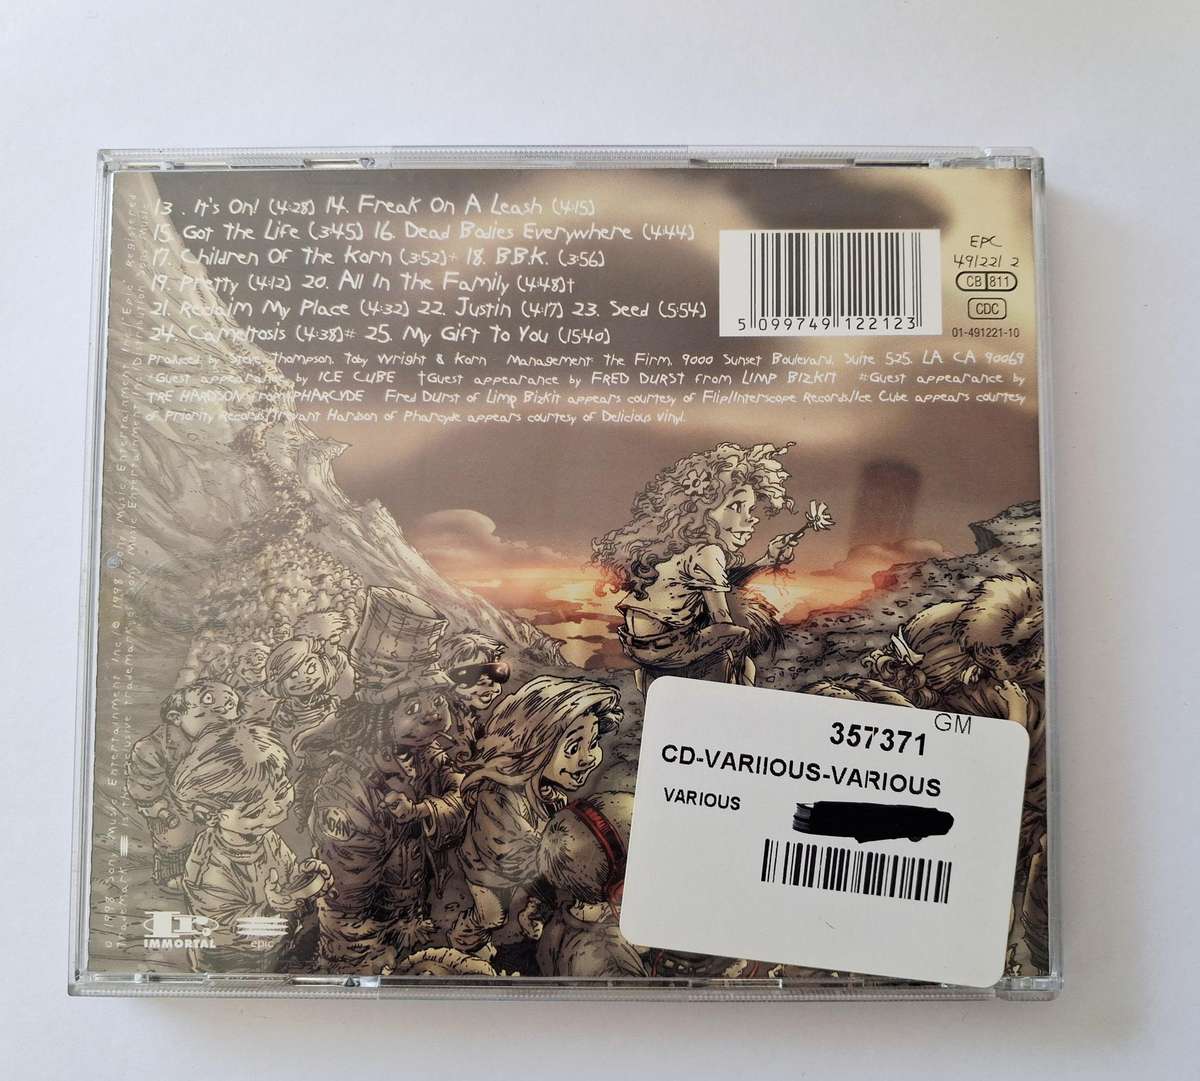 13 . It's On! (4:28) 14. Freak On A Leash (4:15)
15 Got The Life (3:45) 16. Dead Bodies Everywhere (4:44)
17. Children Of The Korn (3:52)+ 18. B.B.K. (3:56)
19. Pretty (4:12) 20. All In The Family (4:48)†
21. Reclaim My Place (4:32) 22. Justin (4:17) 23. Seed (5:54)
24. Cameltosis (4:38)# 25. My Gift To You (15:40)
Produced by Steve Thompson, Toby Wright & Korn Management: The Firm, 9000 Sunset Boulevard, Suite 525, LA CA 90069
+Guest appearance by ICE CUBE †Guest appearance by FRED DURST from LIMP BIZKIT #Guest appearance by
TRE HARDSON from PHARCYDE Fred Durst of Limp Bizkit appears courtesy of Flip/Interscope Records/Ice Cube appears courtesy
of Priority Records/Trevant Hardson of Pharcyde appears courtesy of Delicious Vinyl.
EPC
491221 2
CB 811
CDC
01-491221-10
5 099749 122123
GM
357371
CD-VARIIOUS-VARIOUS
VARIOUS
KORN
Ir.
IMMORTAL
epic